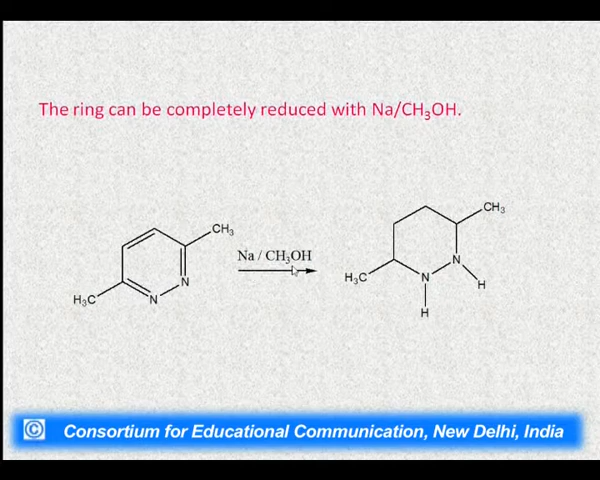 The ring can be completely reduced with Na/CH₃OH.
CH₃
CH₃
Na / CH₃OH
N
N
H₃C
H₃C
N
N
H
H
© Consortium for Educational Communication, New Delhi, India